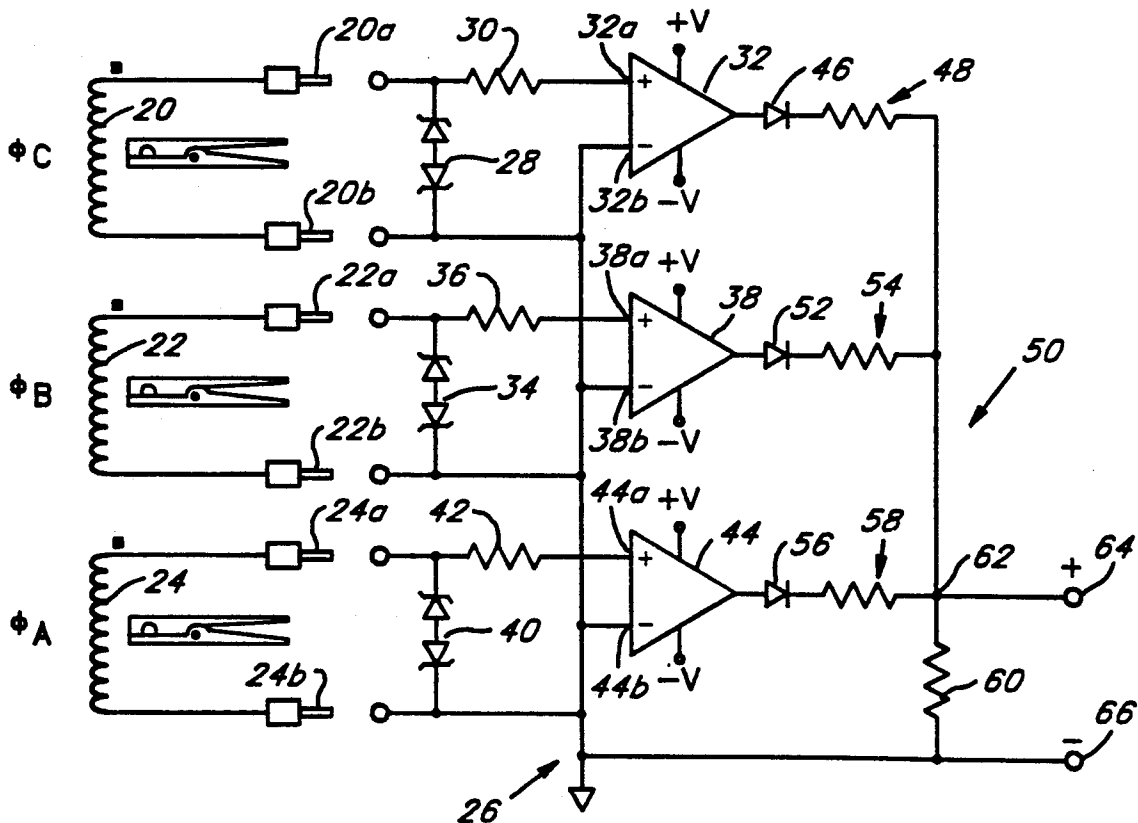 20a 30 32a +V 32 46 48
20
φC
28
20b 32b -V
22a 36 38a +V 38 52 54
22
50
φB
34
22b 38b -V
24a 42 44a +V 44 56 58 62 + 64
24
φA
40
24b 44b -V 60
- 66
26
+
-
+
-
+
-